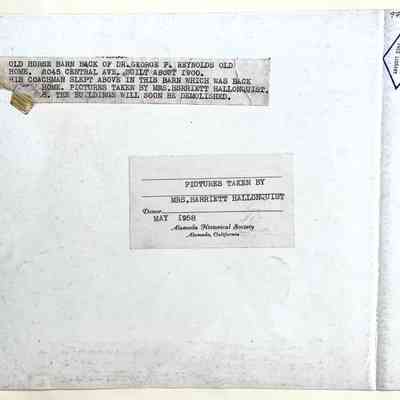 OLD HORSE BARN BACK OF DR.GEORGE P. REYNOLDS OLD
HOME. 2045 CENTRAL AVE. BUILT ABOUT 1900.
HIS COACHMAN SLEPT ABOVE IN THIS BARN WHICH WAS BACK
HOME. PICTURES TAKEN BY MRS.HARRIETT HALLONQUIST.
8. THE BUILDINGS WILL SOON BE DEMOLISHED.
PICTURES TAKEN BY
MRS.HARRIETT HALLONQUIST
Donor
MAY 1958
Alameda Historical Society
Alameda, California